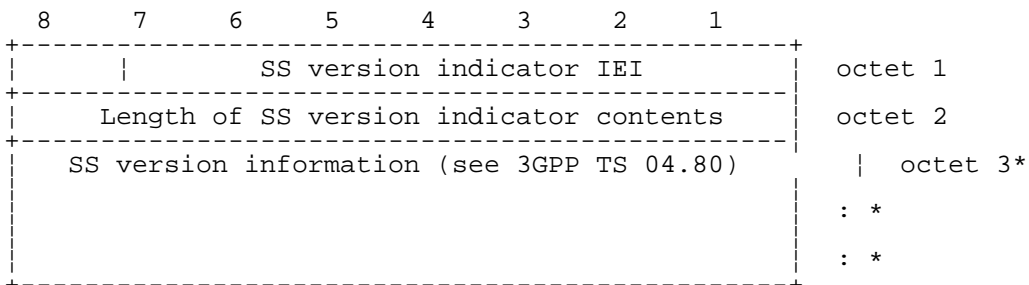 8 7 6 5 4 3 2 1
SS version indicator IEI octet 1
Length of SS version indicator contents octet 2
SS version information (see 3GPP TS 04.80) octet 3*
: *
: *